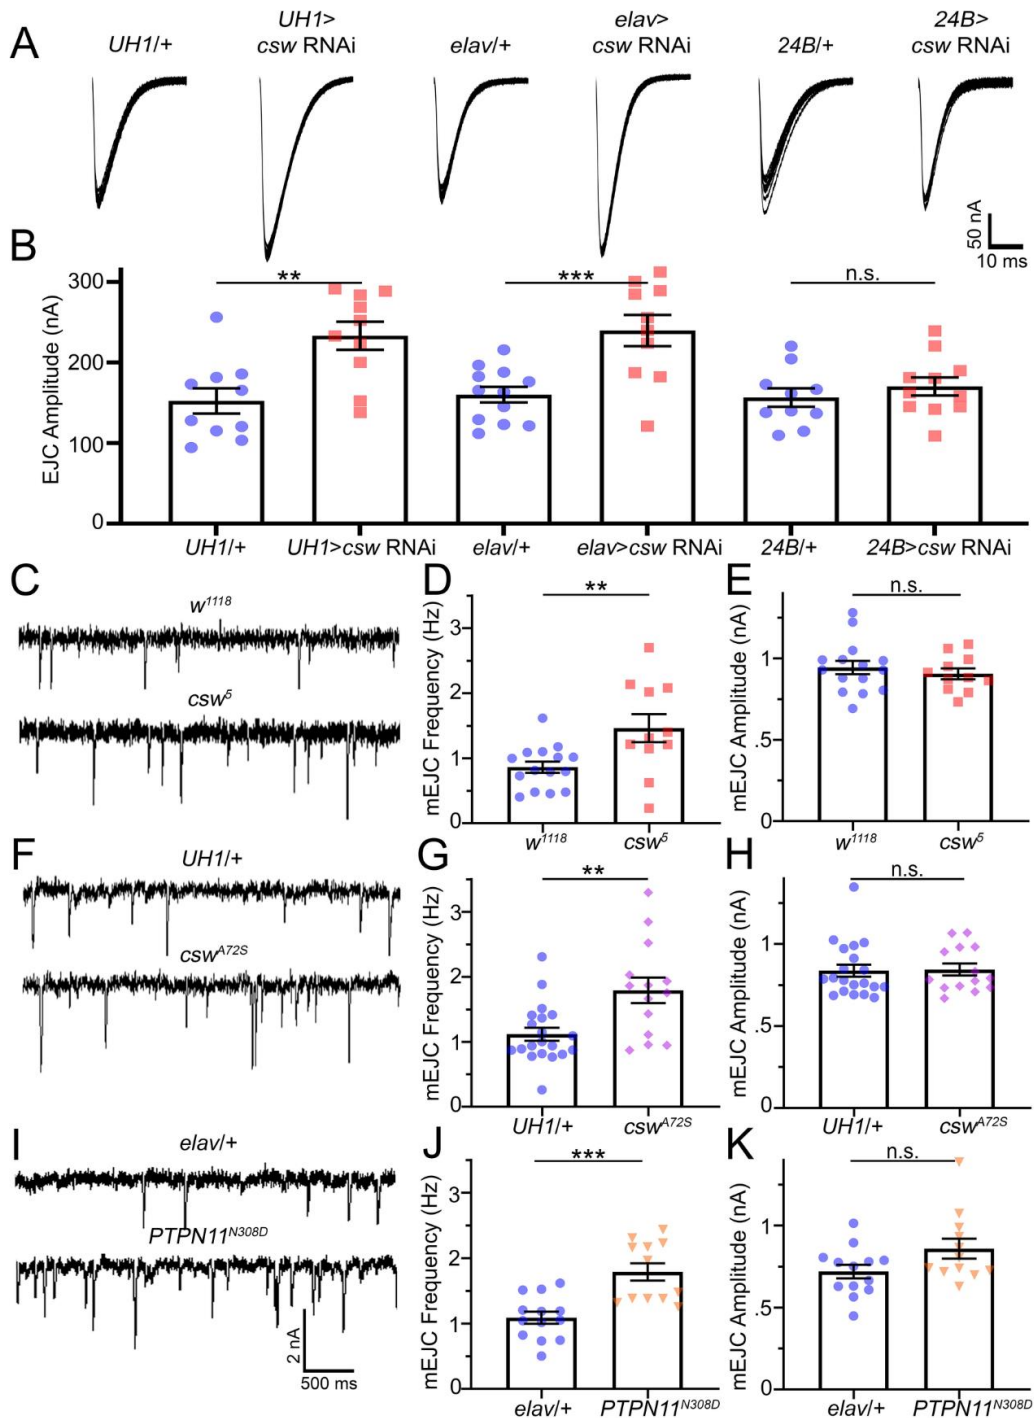 A
UH1/+
UH1>
csw RNAi
elav/+
elav>
csw RNAi
24B/+
24B>
csw RNAi
50 nA
10 ms
B
EJC Amplitude (nA)
300
200
100
0
**
***
n.s.
UH1/+
UH1>csw RNAi
elav/+
elav>csw RNAi
24B/+
24B>csw RNAi
C
w1118
csw5
D
mEJC Frequency (Hz)
3
2
1
0
**
w1118
csw5
E
mEJC Amplitude (nA)
1
.5
0
n.s.
w1118
csw5
F
UH1/+
cswA72S
G
mEJC Frequency (Hz)
3
2
1
0
**
UH1/+
cswA72S
H
mEJC Amplitude (nA)
1
.5
0
n.s.
UH1/+
cswA72S
I
elav/+
PTPN11N308D
2 nA
500 ms
J
mEJC Frequency (Hz)
3
2
1
0
***
elav/+
PTPN11N308D
K
mEJC Amplitude (nA)
1
.5
0
n.s.
elav/+
PTPN11N308D